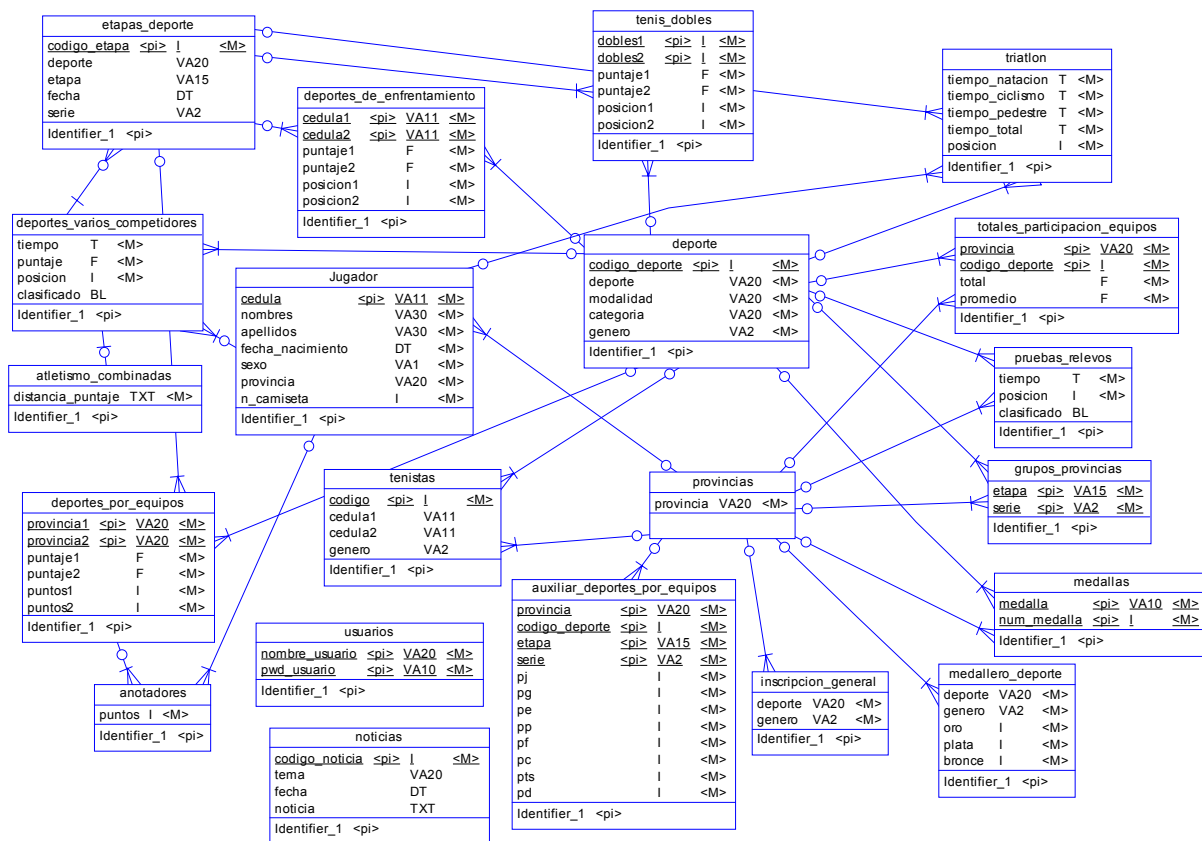 etapas_deporte
codigo_etapa <pi> I <M>
deporte VA20
etapa VA15
fecha DT
serie VA2
Identifier_1 <pi>
tenis_dobles
dobles1 <pi> I <M>
dobles2 <pi> I <M>
puntaje1 F <M>
puntaje2 F <M>
posicion1 I <M>
posicion2 I <M>
Identifier_1 <pi>
triatlon
tiempo_natacion T <M>
tiempo_ciclismo T <M>
tiempo_pedestre T <M>
tiempo_total T <M>
posicion I <M>
Identifier_1 <pi>
deportes_de_enfrentamiento
cedula1 <pi> VA11 <M>
cedula2 <pi> VA11 <M>
puntaje1 F <M>
puntaje2 F <M>
posicion1 I <M>
posicion2 I <M>
Identifier_1 <pi>
deportes_varios_competidores
tiempo T <M>
puntaje F <M>
posicion I <M>
clasificado BL
Identifier_1 <pi>
Jugador
cedula <pi> VA11 <M>
nombres VA30 <M>
apellidos VA30 <M>
fecha_nacimiento DT <M>
sexo VA1 <M>
provincia VA20 <M>
n_camiseta I <M>
Identifier_1 <pi>
deporte
codigo_deporte <pi> I <M>
deporte VA20 <M>
modalidad VA20 <M>
categoria VA20 <M>
genero VA2 <M>
Identifier_1 <pi>
totales_participacion_equipos
provincia <pi> VA20 <M>
codigo_deporte <pi> I <M>
total F <M>
promedio F <M>
Identifier_1 <pi>
pruebas_relevos
tiempo T <M>
posicion I <M>
clasificado BL
Identifier_1 <pi>
atletismo_combinadas
distancia_puntaje TXT <M>
Identifier_1 <pi>
grupos_provincias
etapa <pi> VA15 <M>
serie <pi> VA2 <M>
Identifier_1 <pi>
tenistas
codigo <pi> I <M>
cedula1 VA11
cedula2 VA11
genero VA2
Identifier_1 <pi>
provincias
provincia VA20 <M>
deportes_por_equipos
provincia1 <pi> VA20 <M>
provincia2 <pi> VA20 <M>
puntaje1 F <M>
puntaje2 F <M>
puntos1 I <M>
puntos2 I <M>
Identifier_1 <pi>
auxiliar_deportes_por_equipos
provincia <pi> VA20 <M>
codigo_deporte <pi> I <M>
etapa <pi> VA15 <M>
serie <pi> VA2 <M>
pj I <M>
pg I <M>
pe I <M>
pp I <M>
pf I <M>
pc I <M>
pts I <M>
pd I <M>
Identifier_1 <pi>
medallas
medalla <pi> VA10 <M>
num_medalla <pi> I <M>
Identifier_1 <pi>
usuarios
nombre_usuario <pi> VA20 <M>
pwd_usuario <pi> VA10 <M>
Identifier_1 <pi>
inscripcion_general
deporte VA20 <M>
genero VA2 <M>
Identifier_1 <pi>
medallero_deporte
deporte VA20 <M>
genero VA2 <M>
oro I <M>
plata I <M>
bronce I <M>
Identifier_1 <pi>
anotadores
puntos I <M>
Identifier_1 <pi>
noticias
codigo_noticia <pi> I <M>
tema VA20
fecha DT
noticia TXT
Identifier_1 <pi>